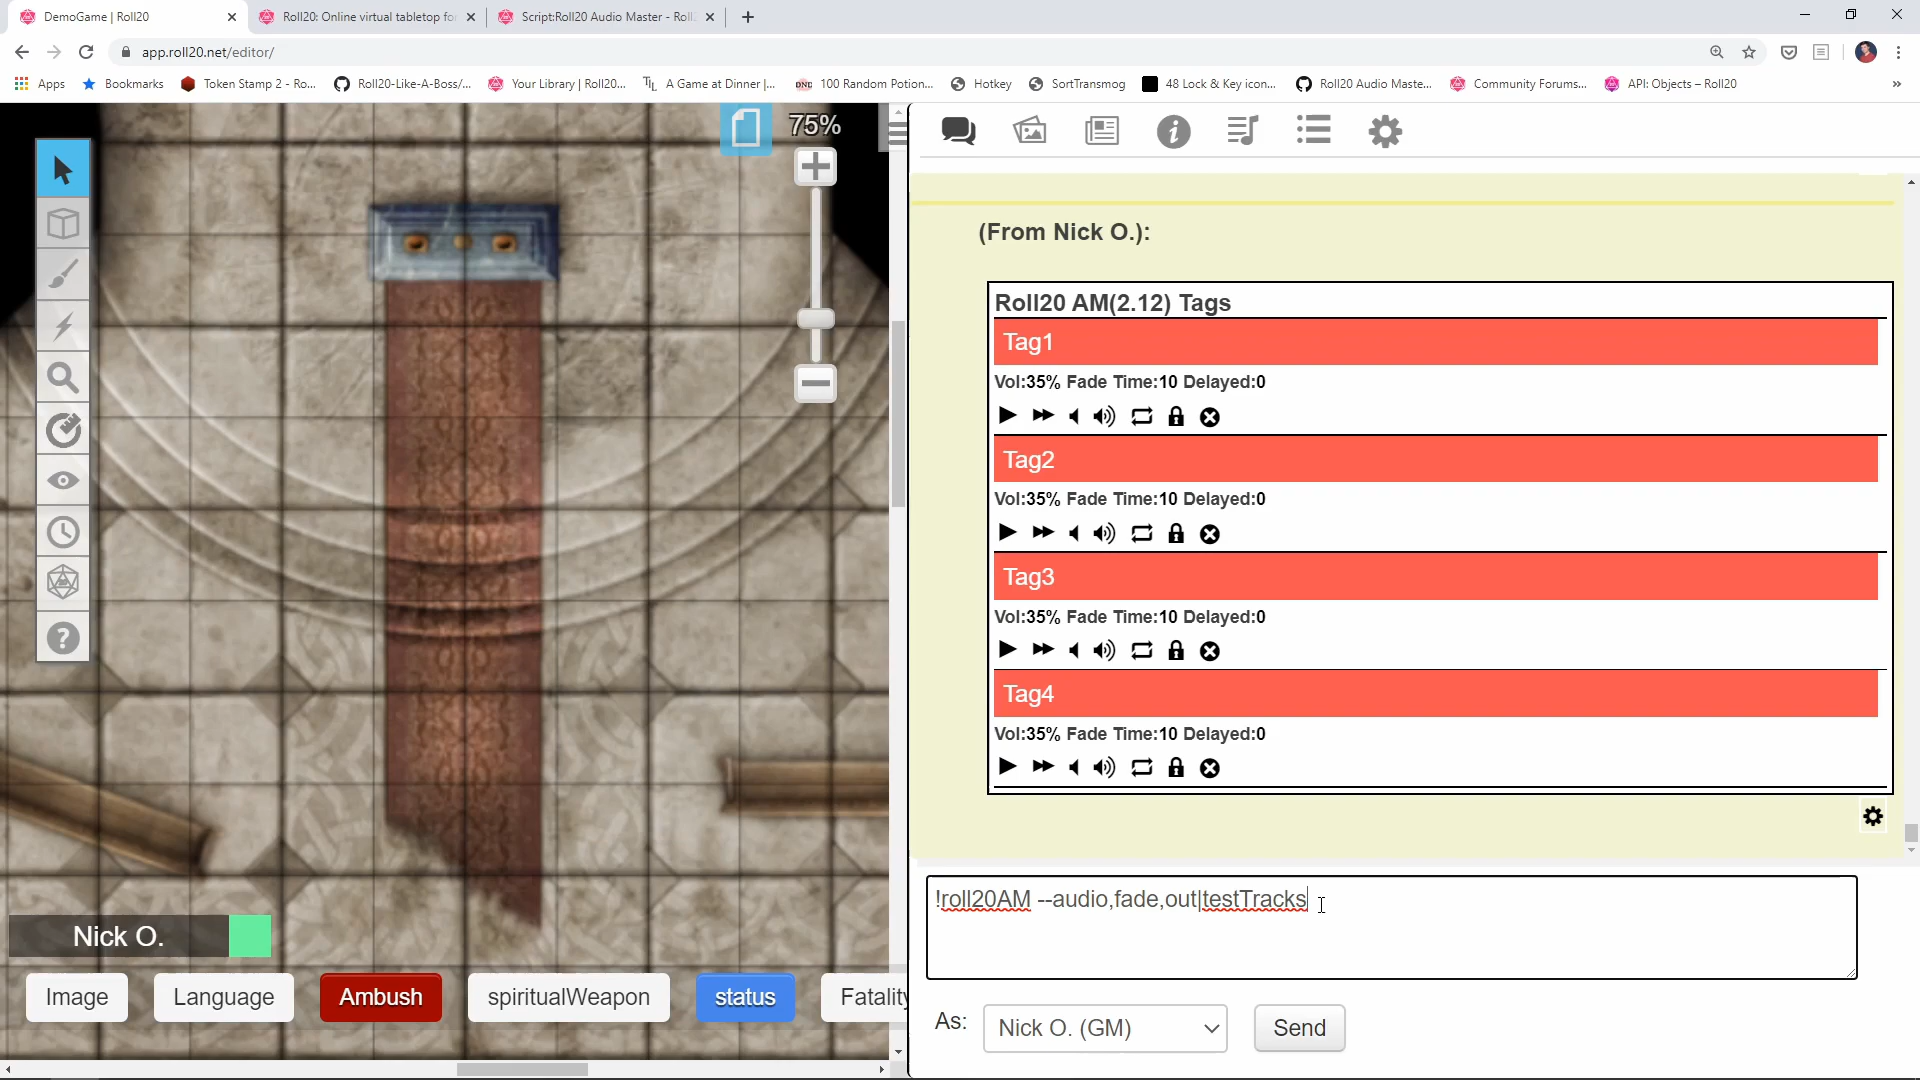 DemoGame | Roll20
Roll20: Online virtual tabletop fo
Script:Roll20 Audio Master - Roll
app.roll20.net/editor/
Apps
Bookmarks
Token Stamp 2 - Ro...
Roll20-Like-A-Boss/...
Your Library | Roll20...
A Game at Dinner |...
100 Random Potion...
Hotkey
SortTransmog
48 Lock & Key icon...
Roll20 Audio Maste...
Community Forums...
API: Objects – Roll20
»
75%
(From Nick O.):
Roll20 AM(2.12) Tags
Tag1
Vol:35% Fade Time:10 Delayed:0
Tag2
Vol:35% Fade Time:10 Delayed:0
Tag3
Vol:35% Fade Time:10 Delayed:0
Tag4
Vol:35% Fade Time:10 Delayed:0
!roll20AM --audio,fade,out|testTracks
Nick O.
Image
Language
Ambush
spiritualWeapon
status
Fatality
As:
Nick O. (GM)
Send